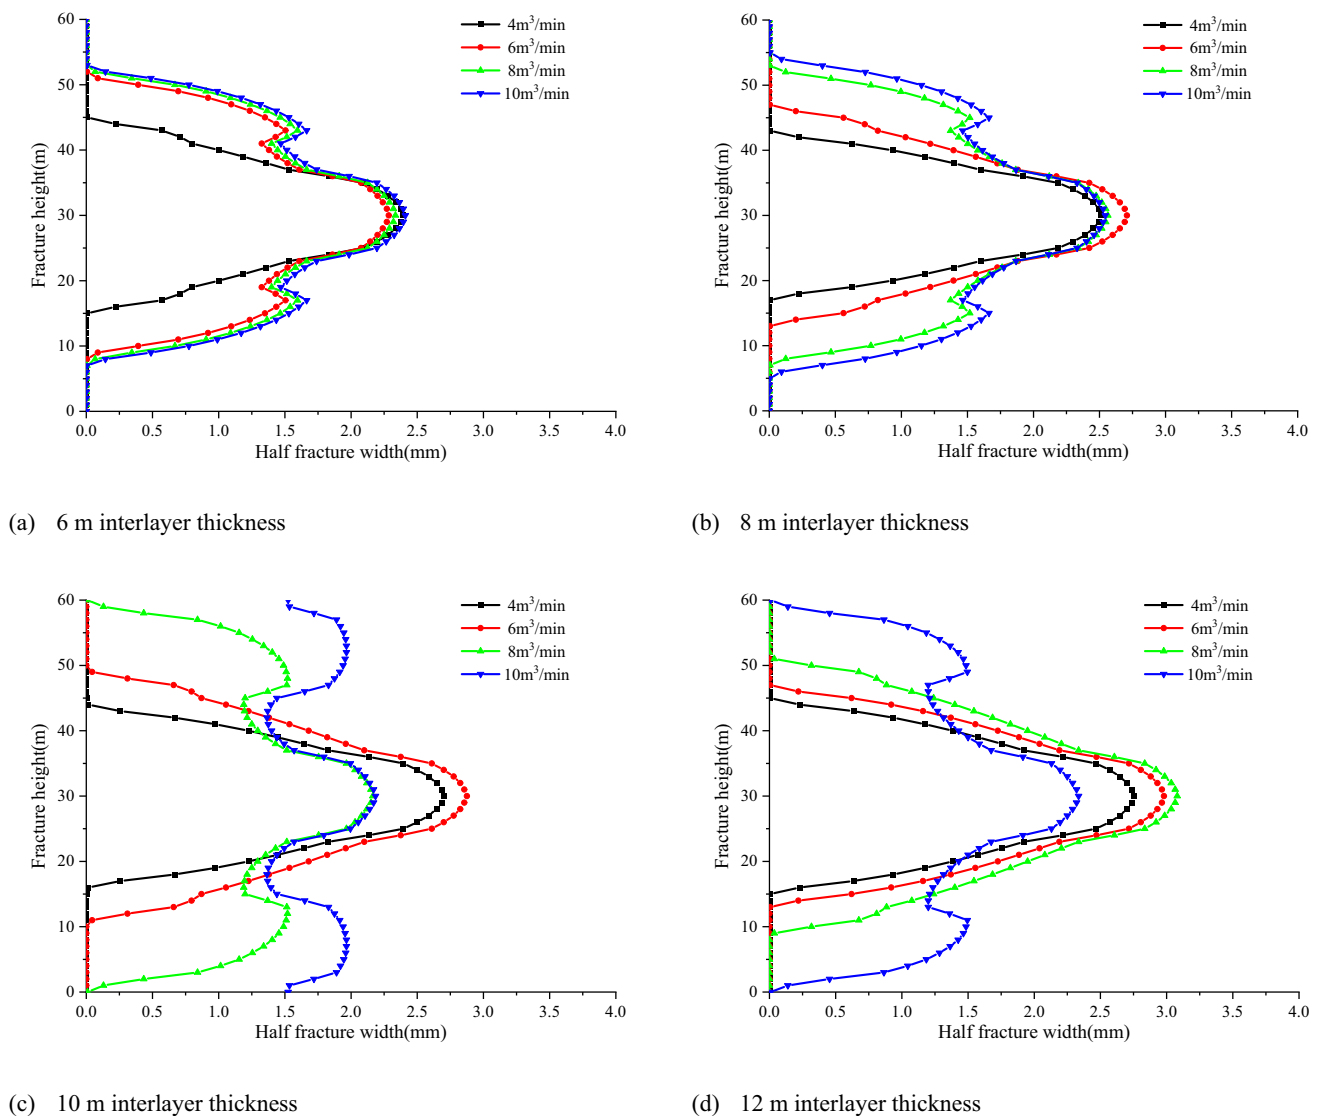 60
50
40
30
20
10
0
Fracture height(m)
4m³/min
6m³/min
8m³/min
10m³/min
0.0 0.5 1.0 1.5 2.0 2.5 3.0 3.5 4.0
Half fracture width(mm)
(a) 6 m interlayer thickness
60
50
40
30
20
10
0
Fracture height(m)
4m³/min
6m³/min
8m³/min
10m³/min
0.0 0.5 1.0 1.5 2.0 2.5 3.0 3.5 4.0
Half fracture width(mm)
(b) 8 m interlayer thickness
60
50
40
30
20
10
0
Fracture height(m)
4m³/min
6m³/min
8m³/min
10m³/min
0.0 0.5 1.0 1.5 2.0 2.5 3.0 3.5 4.0
Half fracture width(mm)
(c) 10 m interlayer thickness
60
50
40
30
20
10
0
Fracture height(m)
4m³/min
6m³/min
8m³/min
10m³/min
0.0 0.5 1.0 1.5 2.0 2.5 3.0 3.5 4.0
Half fracture width(mm)
(d) 12 m interlayer thickness